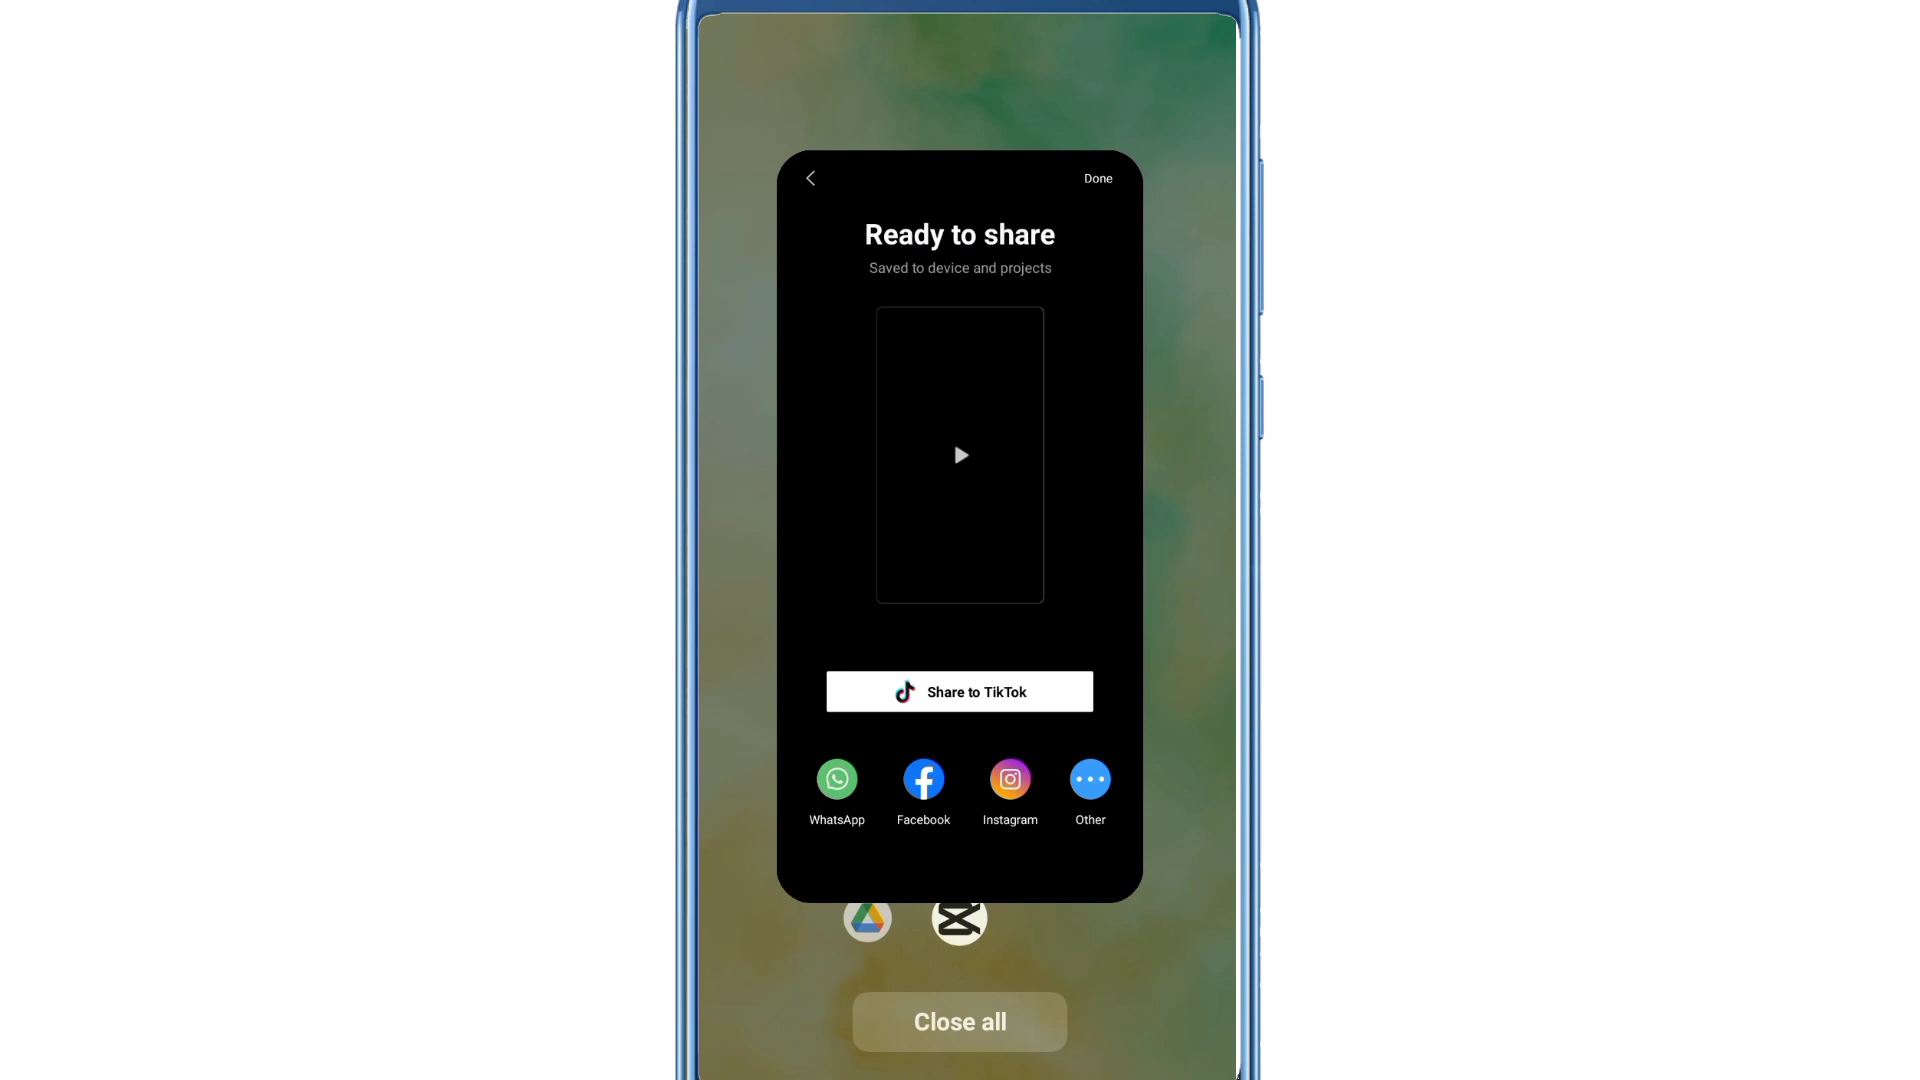 Done
Ready to share
Saved to device and projects
Share to TikTok
WhatsApp Facebook Instagram Other
Close all